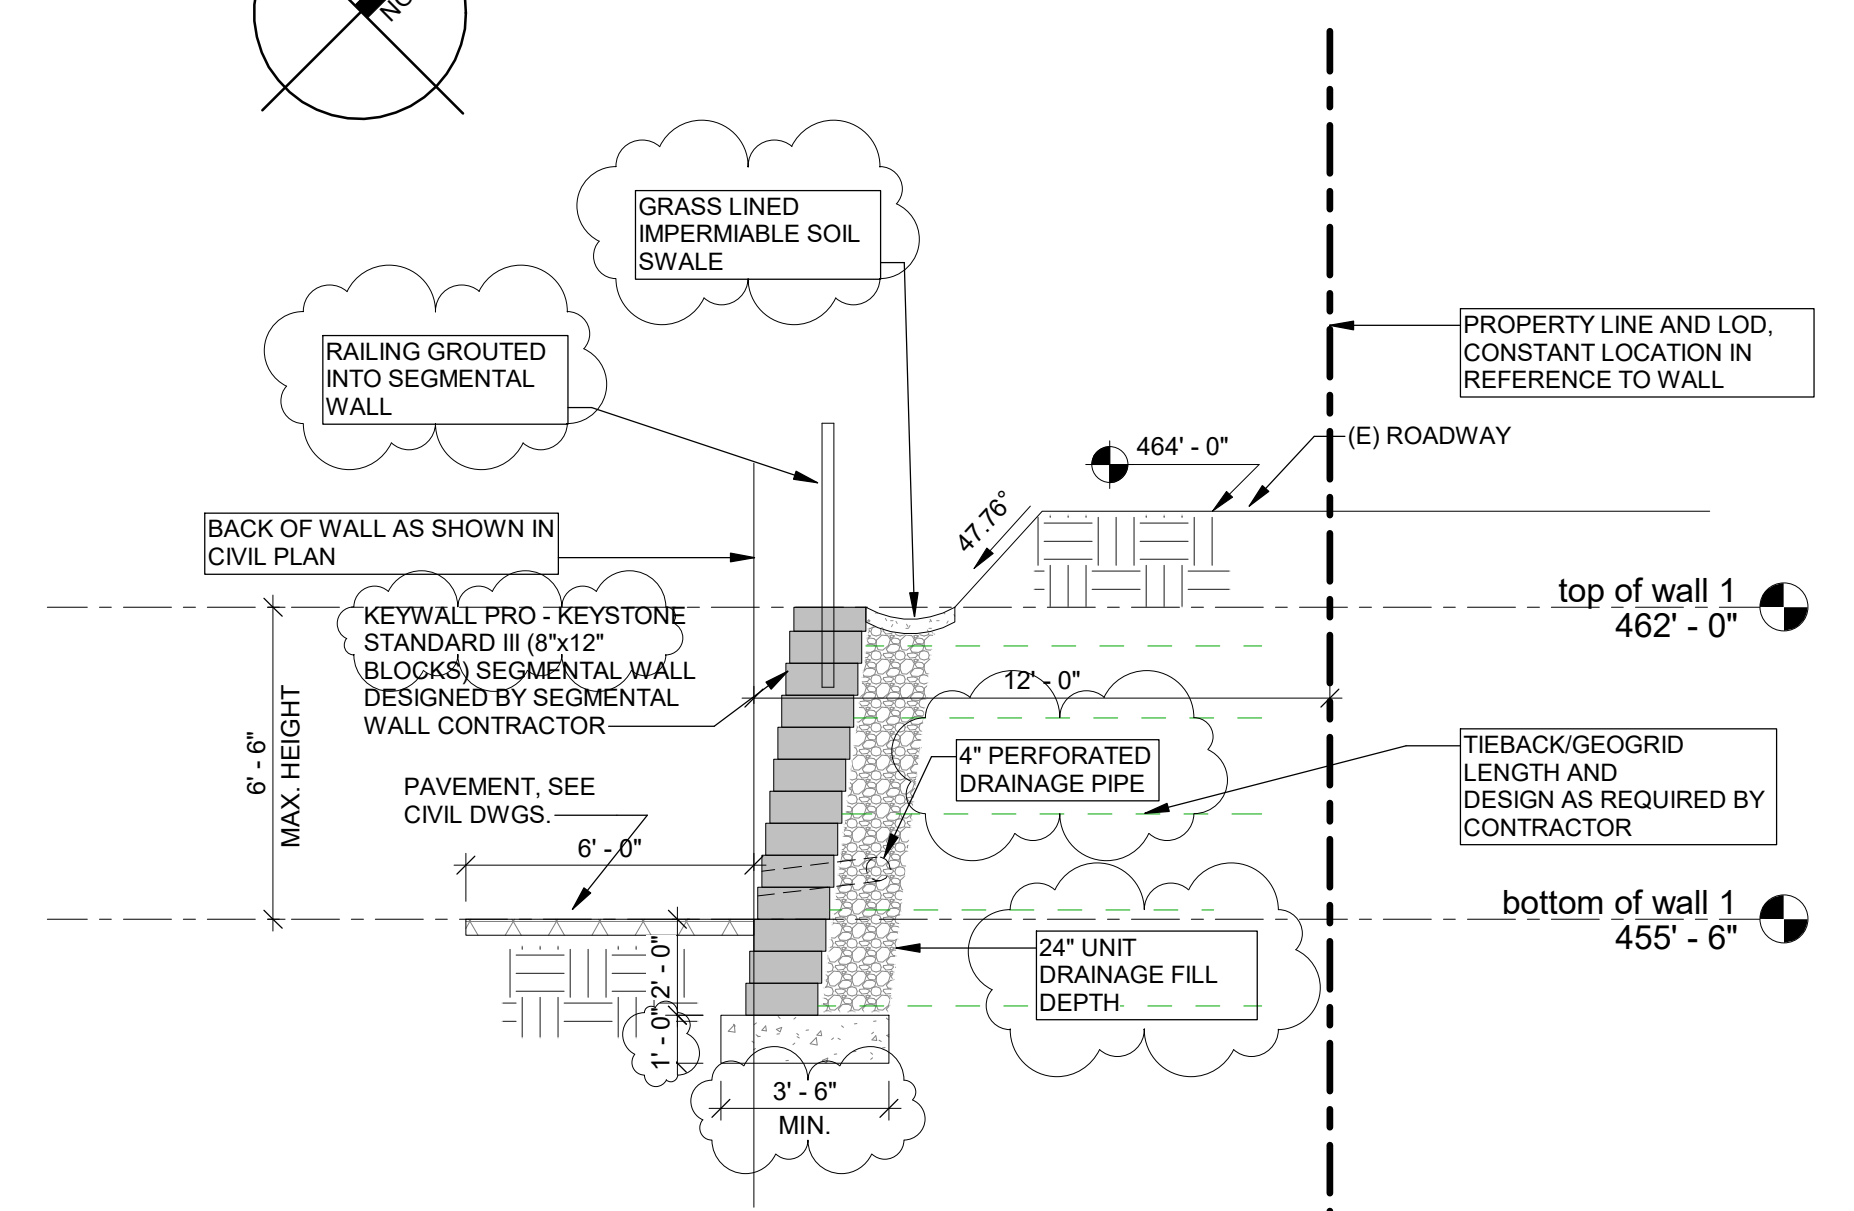 NO
GRASS LINED
IMPERMIABLE SOIL
SWALE
RAILING GROUTED
INTO SEGMENTAL
WALL
PROPERTY LINE AND LOD,
CONSTANT LOCATION IN
REFERENCE TO WALL
(E) ROADWAY
464' - 0"
47.76°
BACK OF WALL AS SHOWN IN
CIVIL PLAN
top of wall 1
462' - 0"
KEYWALL PRO - KEYSTONE
STANDARD III (8"x12"
BLOCKS) SEGMENTAL WALL
DESIGNED BY SEGMENTAL
WALL CONTRACTOR
12' - 0"
6' - 6"
MAX. HEIGHT
4" PERFORATED
DRAINAGE PIPE
TIEBACK/GEOGRID
LENGTH AND
DESIGN AS REQUIRED BY
CONTRACTOR
PAVEMENT, SEE
CIVIL DWGS.
6' - 0"
bottom of wall 1
455' - 6"
24" UNIT
DRAINAGE FILL
DEPTH
2' - 0"
1' - 0"
3' - 6"
MIN.